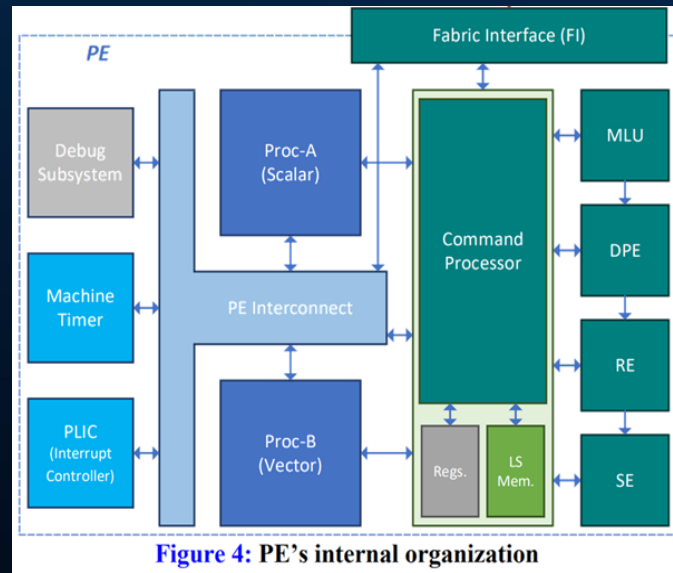 Fabric Interface (FI)
PE
Debug
Subsystem
Proc-A
(Scalar)
Command
Processor
MLU
DPE
Machine
Timer
PE Interconnect
RE
PLIC
(Interrupt
Controller)
Proc-B
(Vector)
Regs.
LS
Mem.
SE
Figure 4: PE's internal organization